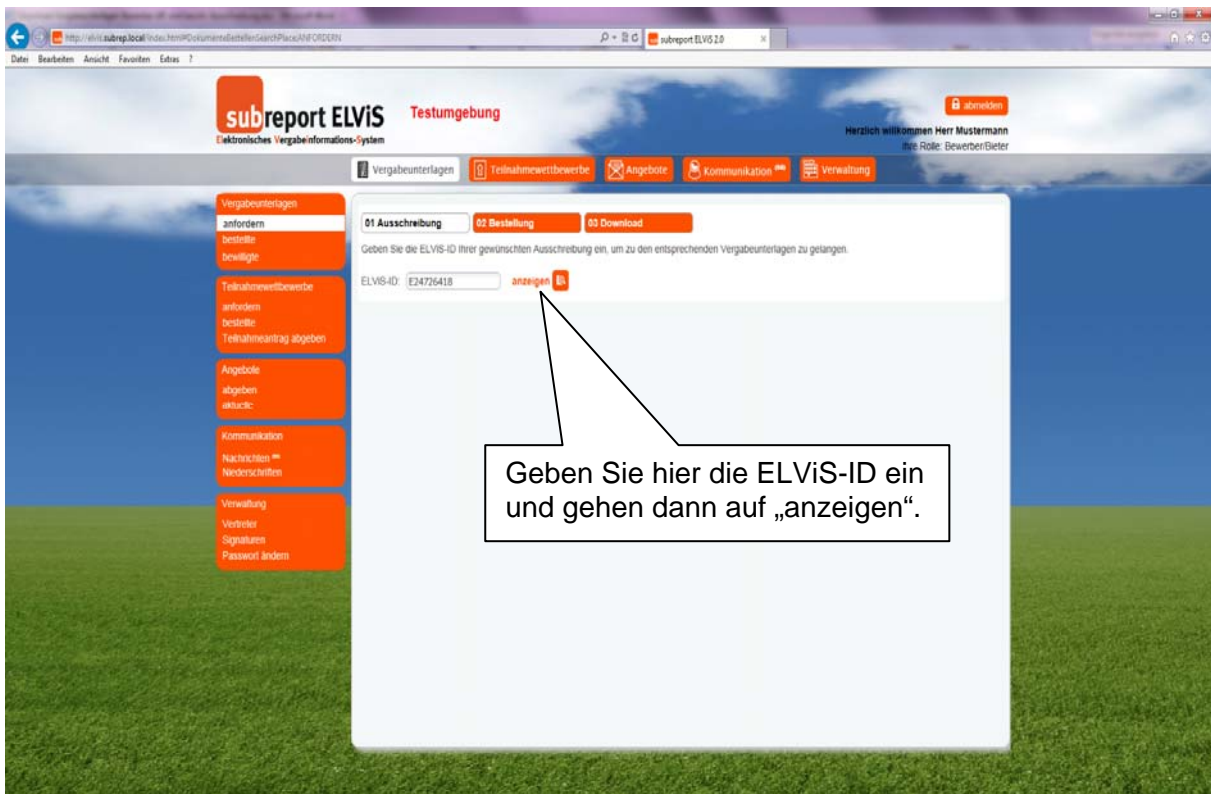 subreport ELViS 2.0
Datei Bearbeiten Ansicht Favoriten Extras ?
subreport ELViS
Elektronisches Vergabeinformations-System
Testumgebung
abmelden
Herzlich willkommen Herr Mustermann
Ihre Rolle: Bewerber/Bieter
Vergabeunterlagen Teilnahmewettbewerbe Angebote Kommunikation Verwaltung
Vergabeunterlagen
anfordern
bestellte
bewilligte
Teilnahmewettbewerbe
anfordern
bestellte
Teilnahmeantrag abgeben
Angebote
abgeben
aktuelle
Kommunikation
Nachrichten
Niederschriften
Verwaltung
Vertreter
Signaturen
Passwort ändern
01 Ausschreibung 02 Bestellung 03 Download
Geben Sie die ELViS-ID Ihrer gewünschten Ausschreibung ein, um zu den entsprechenden Vergabeunterlagen zu gelangen.
ELViS-ID: E24726418 anzeigen
Geben Sie hier die ELViS-ID ein
und gehen dann auf „anzeigen“.